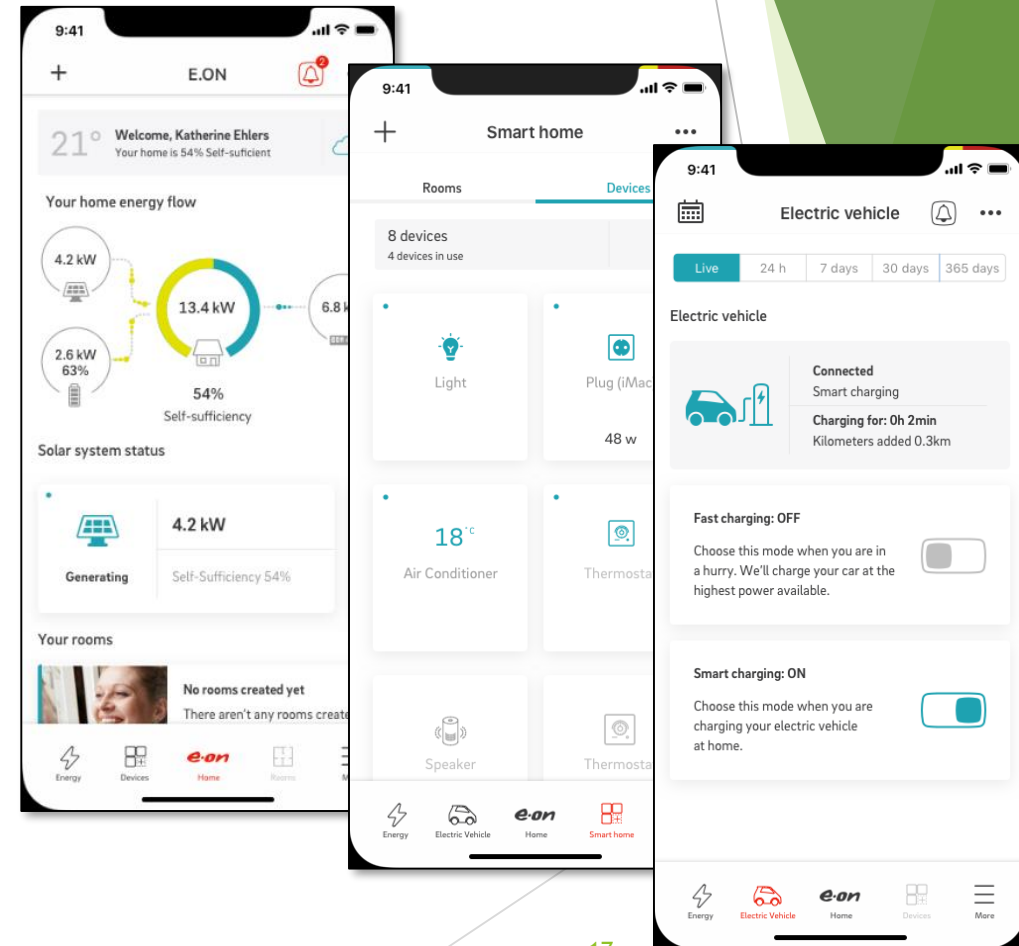 9:41
E.ON
2
21°
Welcome, Katherine Ehlers
Your home is 54% Self-suficient
Your home energy flow
4.2 kW
13.4 kW
6.8
2.6 kW
63%
54%
Self-sufficiency
Solar system status
4.2 kW
Generating
Self-Sufficiency 54%
Your rooms
No rooms created yet
There aren't any rooms create
Energy
Devices
e·on
Home
Rooms
9:41
Smart home
Rooms
Devices
8 devices
4 devices in use
Light
Plug (iMac
48 w
18°c
Air Conditioner
Thermosta
Speaker
Thermosta
Energy
Electric Vehicle
e·on
Home
Smart home
9:41
Electric vehicle
Live
24 h
7 days
30 days
365 days
Electric vehicle
Connected
Smart charging
Charging for: 0h 2min
Kilometers added 0.3km
Fast charging: OFF
Choose this mode when you are in
a hurry. We'll charge your car at the
highest power available.
Smart charging: ON
Choose this mode when you are
charging your electric vehicle
at home.
Energy
Electric Vehicle
e·on
Home
Devices
More